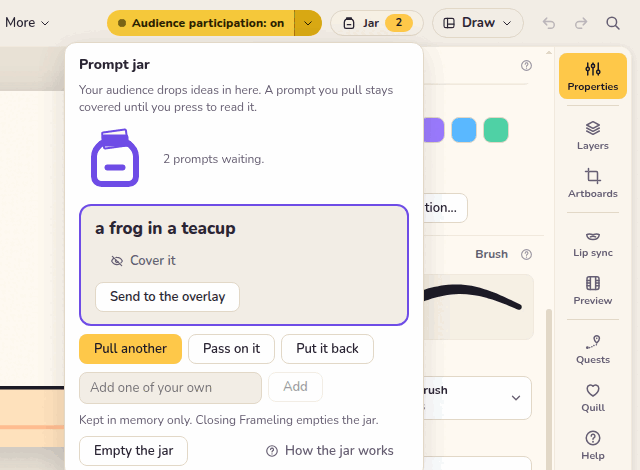 More
Audience participation: on
Jar 2
Draw
Prompt jar
Your audience drops ideas in here. A prompt you pull stays
covered until you press to read it.
2 prompts waiting.
a frog in a teacup
Cover it
Send to the overlay
Pull another
Pass on it
Put it back
Add one of your own
Add
Kept in memory only. Closing Frameling empties the jar.
Empty the jar
How the jar works
tion...
Brush
Properties
Layers
Artboards
Lip sync
Preview
Quests
Quill
Help